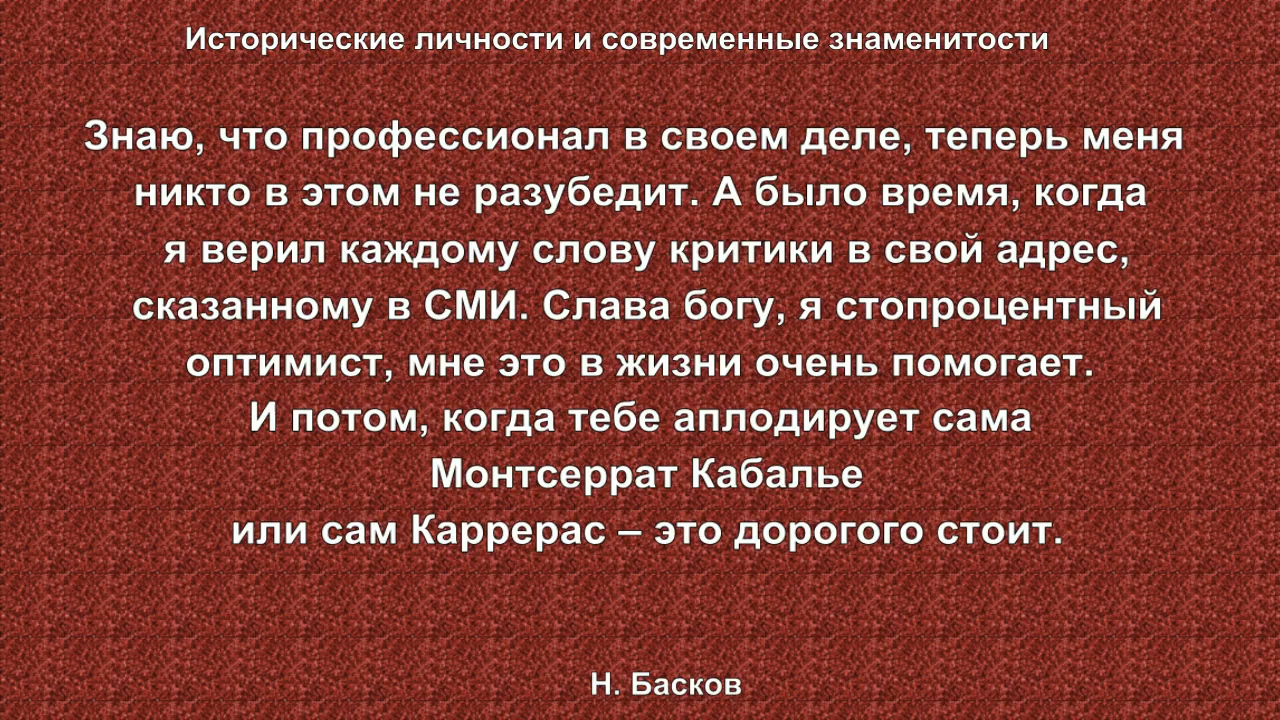 Исторические личности и современные знаменитости
Знаю, что профессионал в своем деле, теперь меня
никто в этом не разубедит. А было время, когда
я верил каждому слову критики в свой адрес,
сказанному в СМИ. Слава богу, я стопроцентный
оптимист, мне это в жизни очень помогает.
И потом, когда тебе аплодирует сама
Монтсеррат Кабалье
или сам Каррерас – это дорогого стоит.
Н. Басков